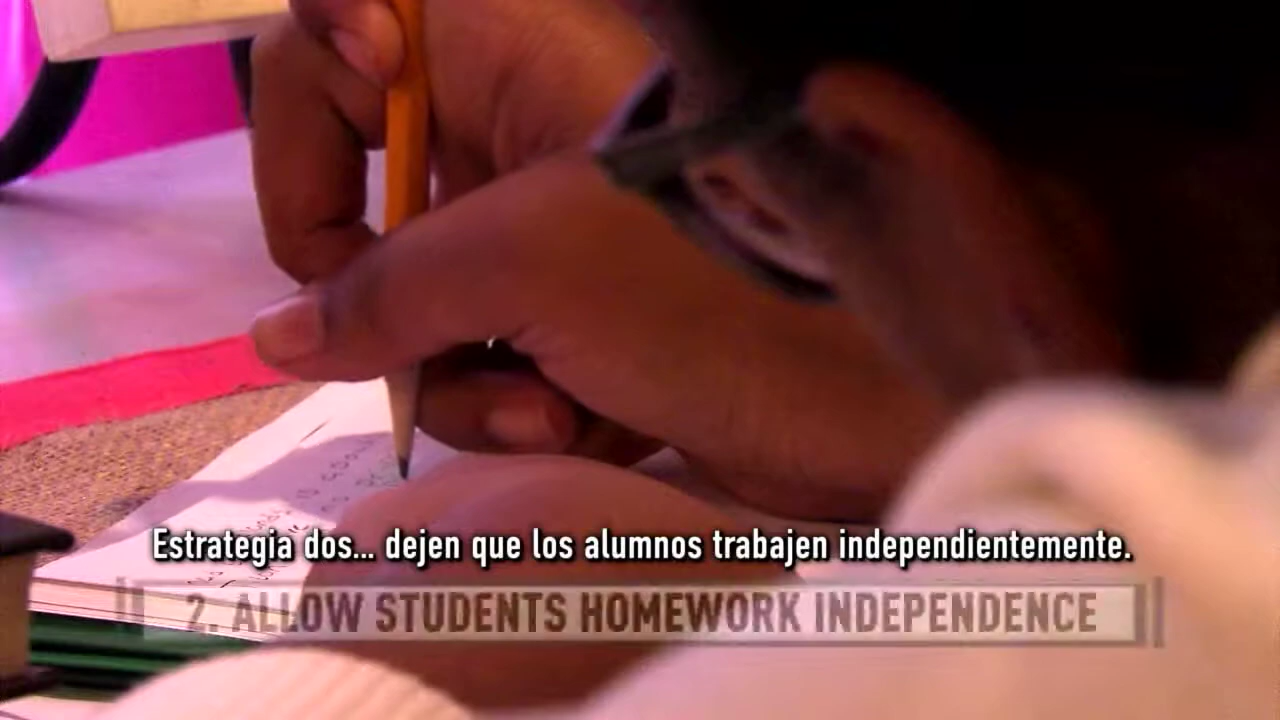 Estrategia dos... dejen que los alumnos trabajen independientemente.
2. ALLOW STUDENTS HOMEWORK INDEPENDENCE